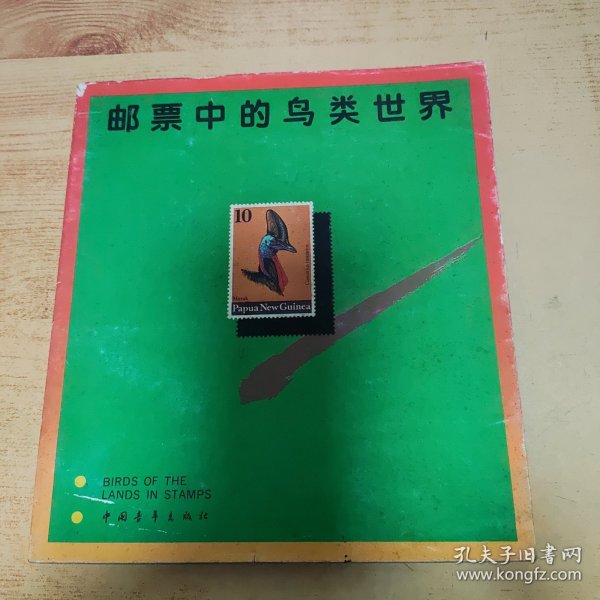 邮票中的鸟类世界
10
Murak
Papua New Guinea
BIRDS OF THE
LANDS IN STAMPS
中国青年出版社
孔夫子旧书网
www.kongfz.com